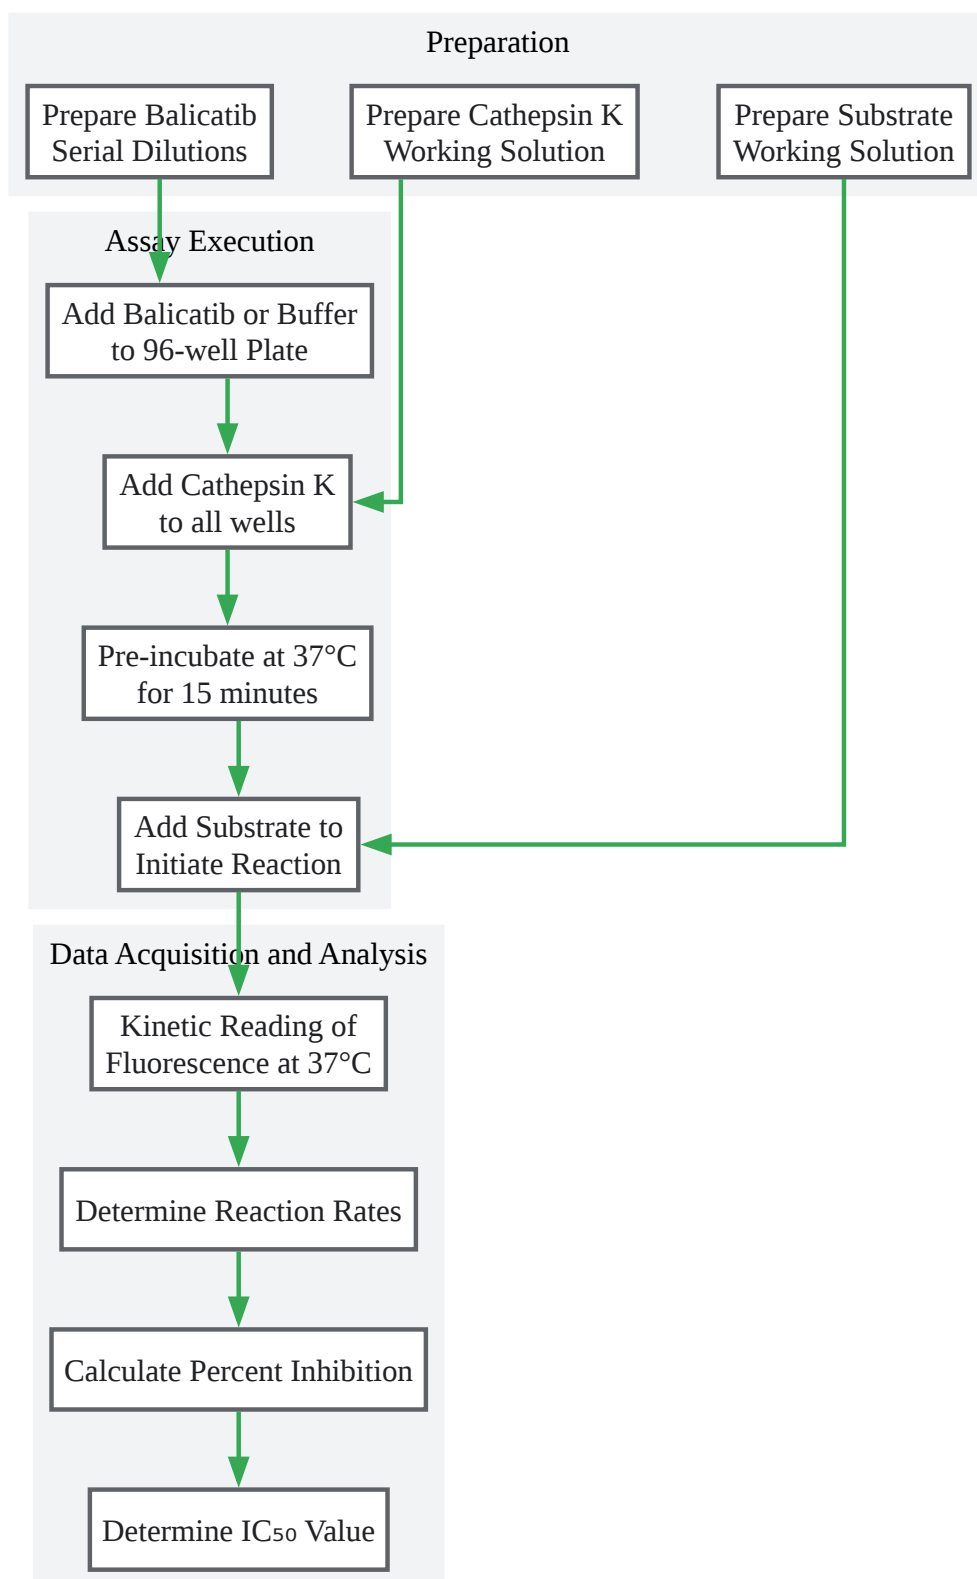 Preparation
Prepare Balicatib
Serial Dilutions
Prepare Cathepsin K
Working Solution
Prepare Substrate
Working Solution
Assay Execution
Add Balicatib or Buffer
to 96-well Plate
Add Cathepsin K
to all wells
Pre-incubate at 37°C
for 15 minutes
Add Substrate to
Initiate Reaction
Data Acquisition and Analysis
Kinetic Reading of
Fluorescence at 37°C
Determine Reaction Rates
Calculate Percent Inhibition
Determine IC₅₀ Value